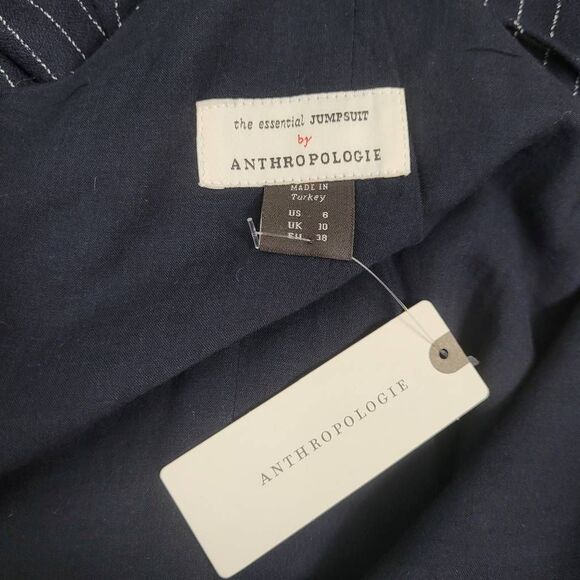 the essential JUMPSUIT
by
ANTHROPOLOGIE
MADE IN
Turkey
US 6
UK 10
EU 38
ANTHROPOLOGIE